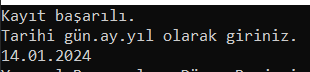 Kayıt başarılı.
Tarihi gün.ay.yıl olarak giriniz.
14.01.2024